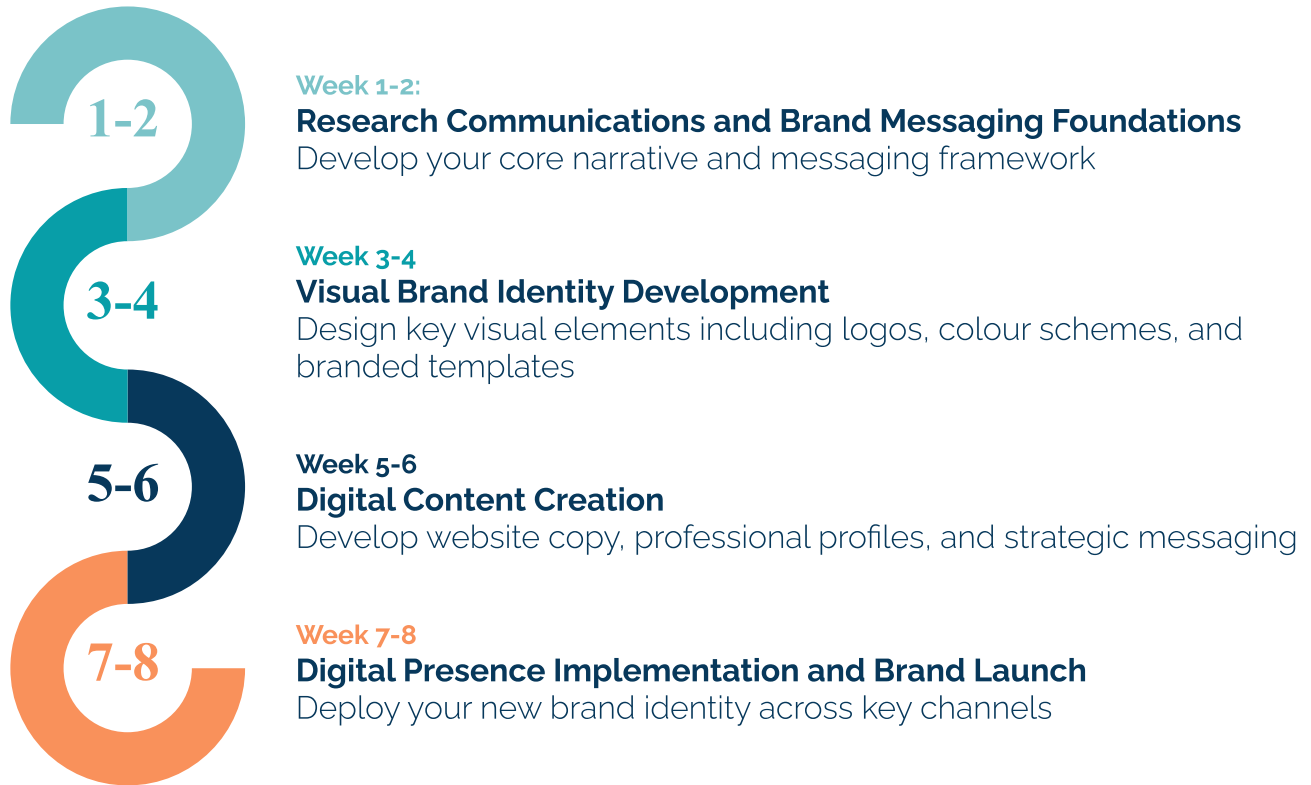 1-2
Week 1-2:
Research Communications and Brand Messaging Foundations
Develop your core narrative and messaging framework
3-4
Week 3-4
Visual Brand Identity Development
Design key visual elements including logos, colour schemes, and
branded templates
5-6
Week 5-6
Digital Content Creation
Develop website copy, professional profiles, and strategic messaging
7-8
Week 7-8
Digital Presence Implementation and Brand Launch
Deploy your new brand identity across key channels